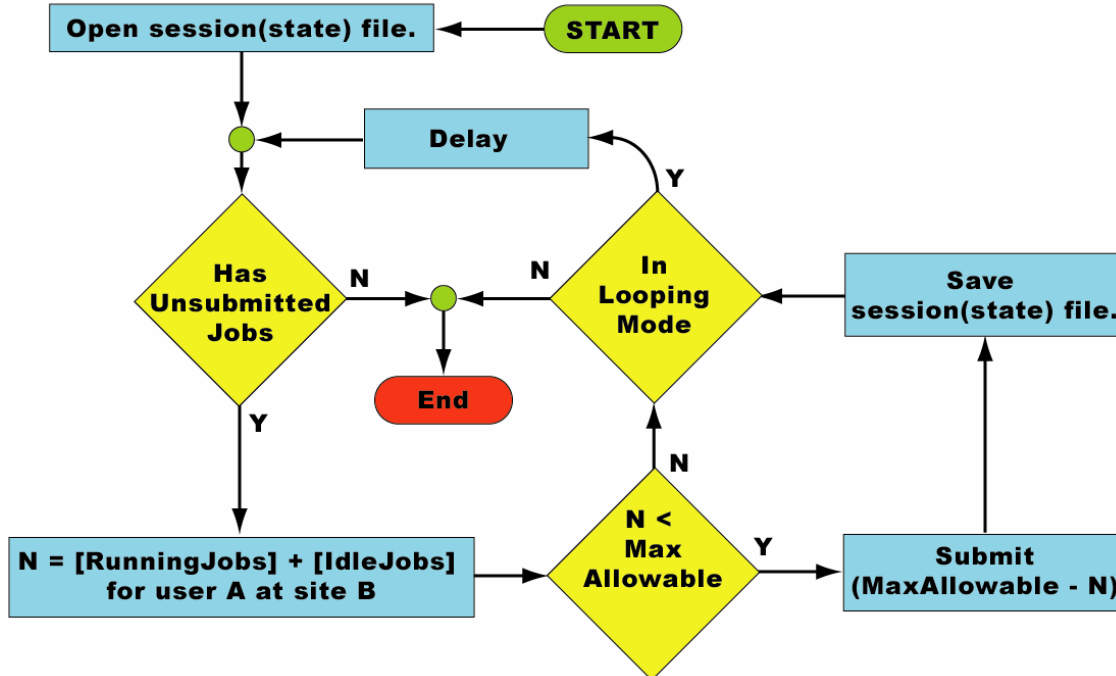 Open session(state) file.
START
Delay
Y
Has
Unsubmitted
Jobs
N
N
In
Looping
Mode
Save
session(state) file.
End
Y
N
N = [RunningJobs] + [IdleJobs]
for user A at site B
N <
Max
Allowable
Y
Submit
(MaxAllowable - N)